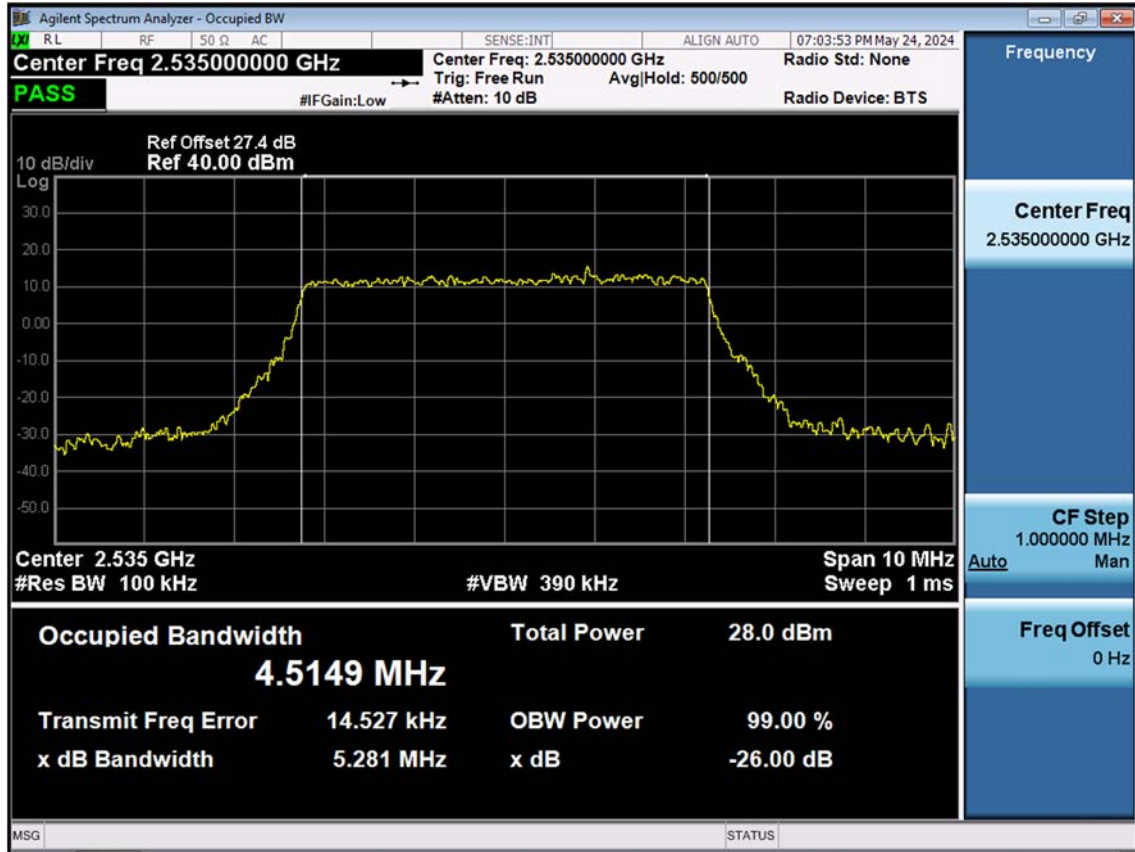 Agilent Spectrum Analyzer - Occupied BW
LXI RL RF 50 Ω AC SENSE:INT ALIGN AUTO 07:03:53 PM May 24, 2024
Center Freq 2.535000000 GHz
Center Freq: 2.535000000 GHz
Radio Std: None
Trig: Free Run Avg|Hold: 500/500
PASS
#IFGain:Low
#Atten: 10 dB
Radio Device: BTS
Ref Offset 27.4 dB
10 dB/div Ref 40.00 dBm
Log
30.0
20.0
10.0
0.00
-10.0
-20.0
-30.0
-40.0
-50.0
Center 2.535 GHz
Span 10 MHz
#Res BW 100 kHz
#VBW 390 kHz
Sweep 1 ms
Occupied Bandwidth
Total Power 28.0 dBm
4.5149 MHz
Transmit Freq Error 14.527 kHz
OBW Power 99.00 %
x dB Bandwidth 5.281 MHz
x dB -26.00 dB
MSG
STATUS
Frequency
Center Freq
2.535000000 GHz
CF Step
1.000000 MHz
Auto Man
Freq Offset
0 Hz